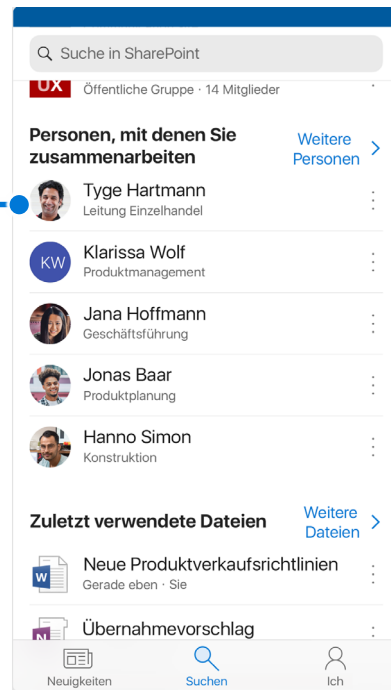 Suche in SharePoint
UX
Öffentliche Gruppe · 14 Mitglieder
Personen, mit denen Sie
zusammenarbeiten
Weitere
Personen
Tyge Hartmann
Leitung Einzelhandel
KW
Klarissa Wolf
Produktmanagement
Jana Hoffmann
Geschäftsführung
Jonas Baar
Produktplanung
Hanno Simon
Konstruktion
Zuletzt verwendete Dateien
Weitere
Dateien
W
Neue Produktverkaufsrichtlinien
Gerade eben · Sie
N
Übernahmevorschlag
Neuigkeiten
Suchen
Ich